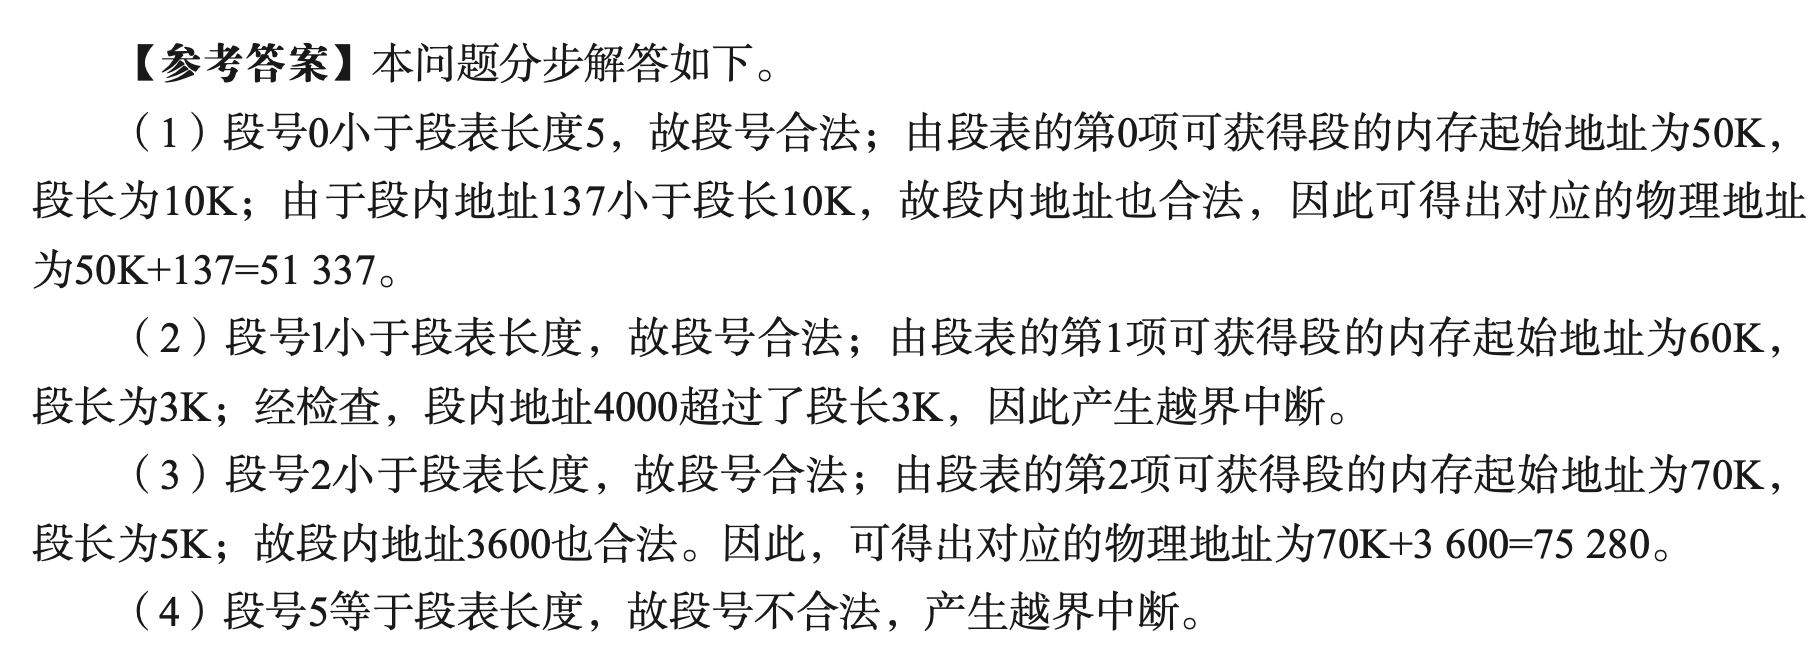 【参考答案】本问题分步解答如下。
（1）段号0小于段表长度5，故段号合法；由段表的第0项可获得段的内存起始地址为50K，
段长为10K；由于段内地址137小于段长10K，故段内地址也合法，因此可得出对应的物理地址
为50K+137=51 337。
（2）段号l小于段表长度，故段号合法；由段表的第1项可获得段的内存起始地址为60K，
段长为3K；经检查，段内地址4000超过了段长3K，因此产生越界中断。
（3）段号2小于段表长度，故段号合法；由段表的第2项可获得段的内存起始地址为70K，
段长为5K；故段内地址3600也合法。因此，可得出对应的物理地址为70K+3 600=75 280。
（4）段号5等于段表长度，故段号不合法，产生越界中断。